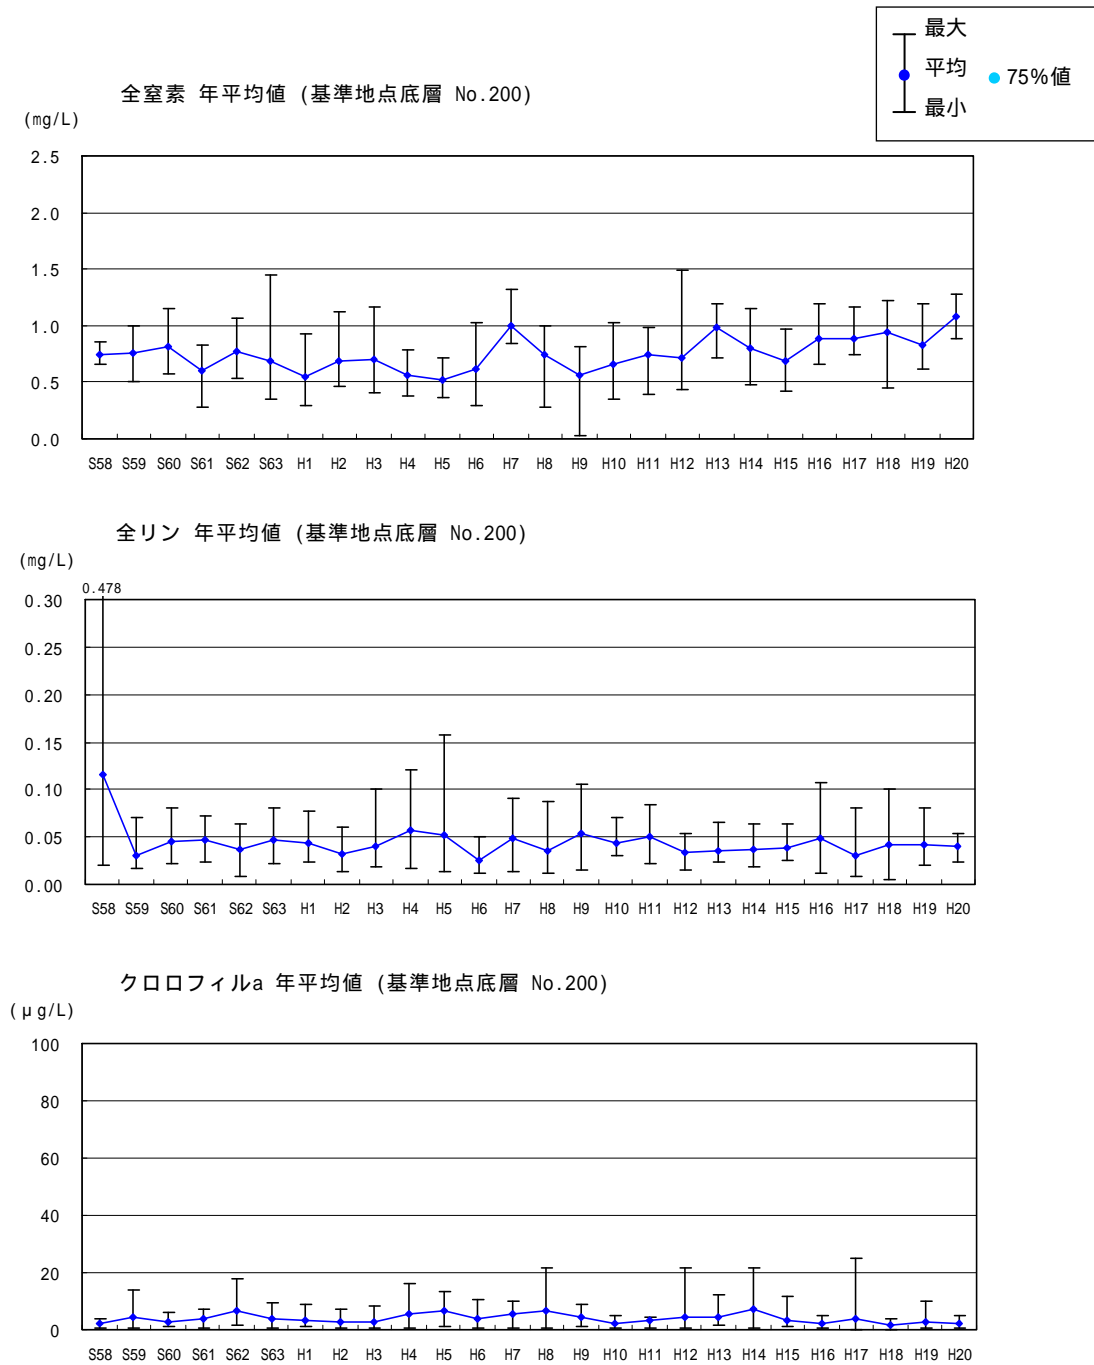 最大
平均
75%値
最小
全窒素 年平均値 (基準地点底層 No.200)
(mg/L)
2.5
2.0
1.5
1.0
0.5
0.0
S58 S59 S60 S61 S62 S63 H1 H2 H3 H4 H5 H6 H7 H8 H9 H10 H11 H12 H13 H14 H15 H16 H17 H18 H19 H20
全リン 年平均値 (基準地点底層 No.200)
(mg/L)
0.478
0.30
0.25
0.20
0.15
0.10
0.05
0.00
S58 S59 S60 S61 S62 S63 H1 H2 H3 H4 H5 H6 H7 H8 H9 H10 H11 H12 H13 H14 H15 H16 H17 H18 H19 H20
クロロフィルa 年平均値 (基準地点底層 No.200)
(μg/L)
100
80
60
40
20
0
S58 S59 S60 S61 S62 S63 H1 H2 H3 H4 H5 H6 H7 H8 H9 H10 H11 H12 H13 H14 H15 H16 H17 H18 H19 H20